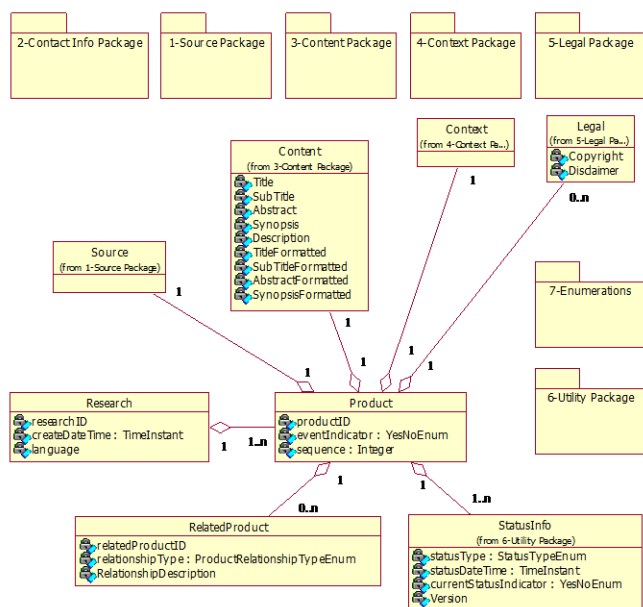 2-Contact Info Package
1-Source Package
3-Content Package
4-Context Package
5-Legal Package
Content
(from 3-Content Package)
Title
SubTitle
Abstract
Synopsis
Description
TitleFormatted
SubTitleFormatted
AbstractFormatted
SynopsisFormatted
1
Context
(from 4-Context Pa...)
1
Legal
(from 5-Legal Pa...)
Copyright
Disclaimer
0..n
Source
(from 1-Source Package)
1
7-Enumerations
6-Utility Package
1
1
1
1
Research
researchID
createDateTime : TimeInstant
language
1
1..n
Product
productID
eventIndicator : YesNoEnum
sequence : Integer
1
1
0..n
1..n
RelatedProduct
relatedProductID
relationshipType : ProductRelationshipTypeEnum
RelationshipDescription
StatusInfo
(from 6-Utility Package)
statusType : StatusTypeEnum
statusDateTime : TimeInstant
currentStatusIndicator : YesNoEnum
Version